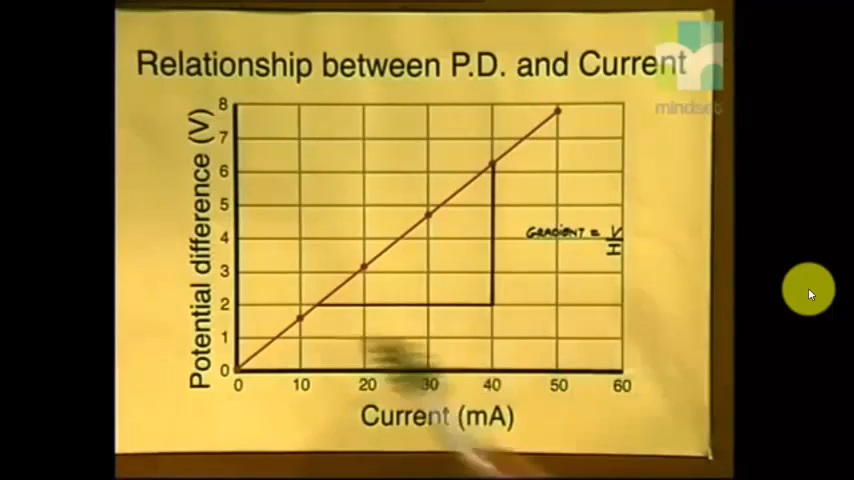 Relationship between P.D. and Current
mindset
Potential difference (V)
8
7
6
5
4
3
2
1
0
GRADIENT = V
I
0 10 20 30 40 50 60
Current (mA)